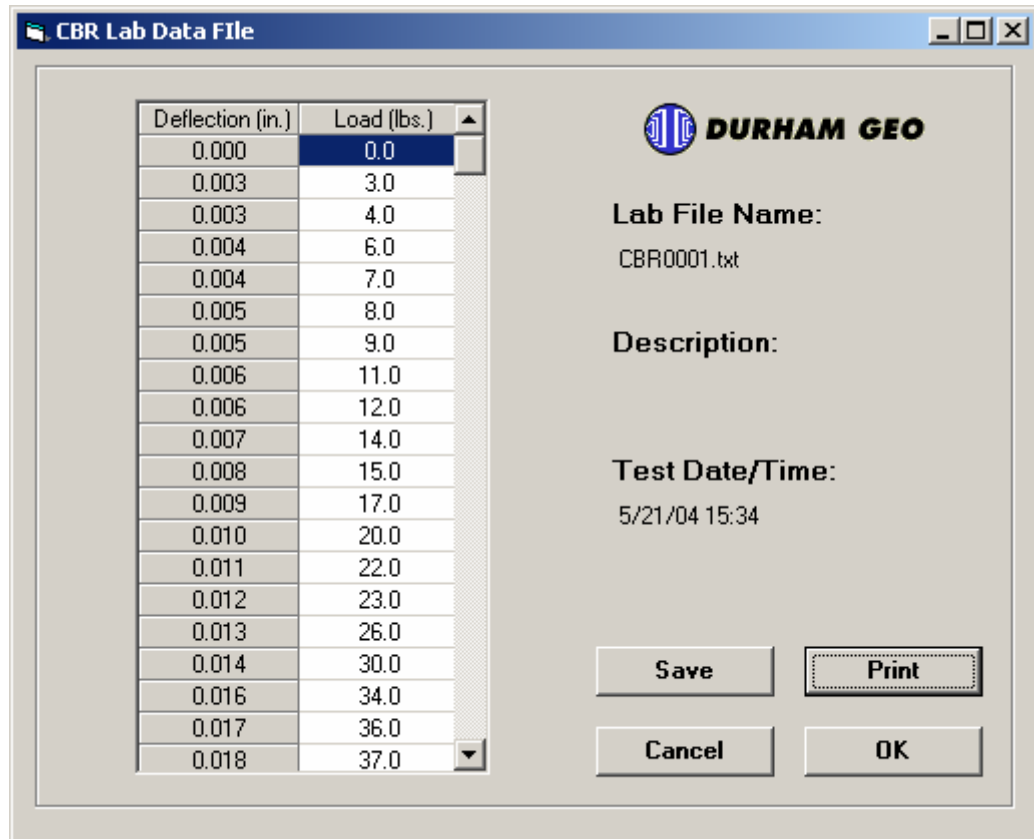 CBR Lab Data FIle
Deflection (in.) Load (lbs.)
0.000 0.0
0.003 3.0
0.003 4.0
0.004 6.0
0.004 7.0
0.005 8.0
0.005 9.0
0.006 11.0
0.006 12.0
0.007 14.0
0.008 15.0
0.009 17.0
0.010 20.0
0.011 22.0
0.012 23.0
0.013 26.0
0.014 30.0
0.016 34.0
0.017 36.0
0.018 37.0
DURHAM GEO
Lab File Name:
CBR0001.txt
Description:
Test Date/Time:
5/21/04 15:34
Save Print
Cancel OK